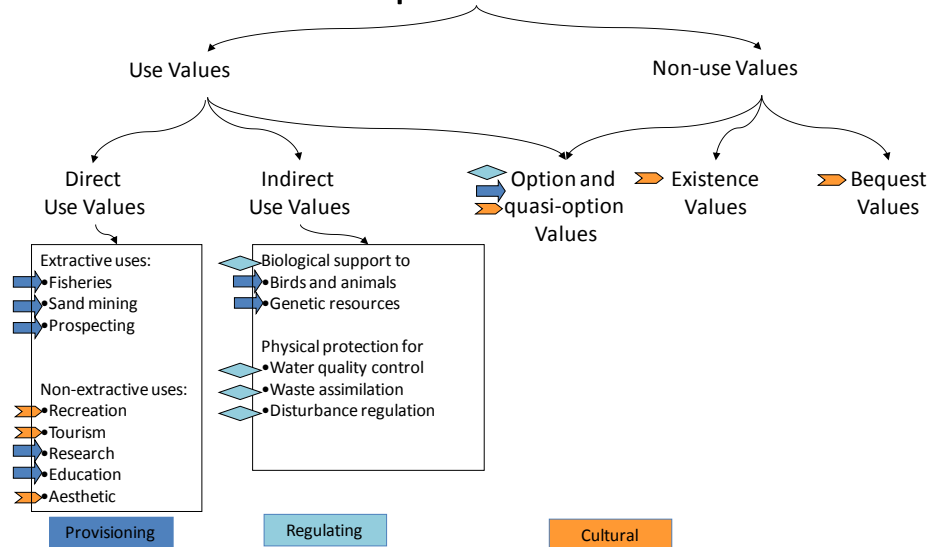 Use Values
Non-use Values
Direct
Use Values
Indirect
Use Values
Option and
quasi-option
Values
Existence
Values
Bequest
Values
Extractive uses:
•Fisheries
•Sand mining
•Prospecting
Non-extractive uses:
•Recreation
•Tourism
•Research
•Education
•Aesthetic
Biological support to
•Birds and animals
•Genetic resources
Physical protection for
•Water quality control
•Waste assimilation
•Disturbance regulation
Provisioning
Regulating
Cultural